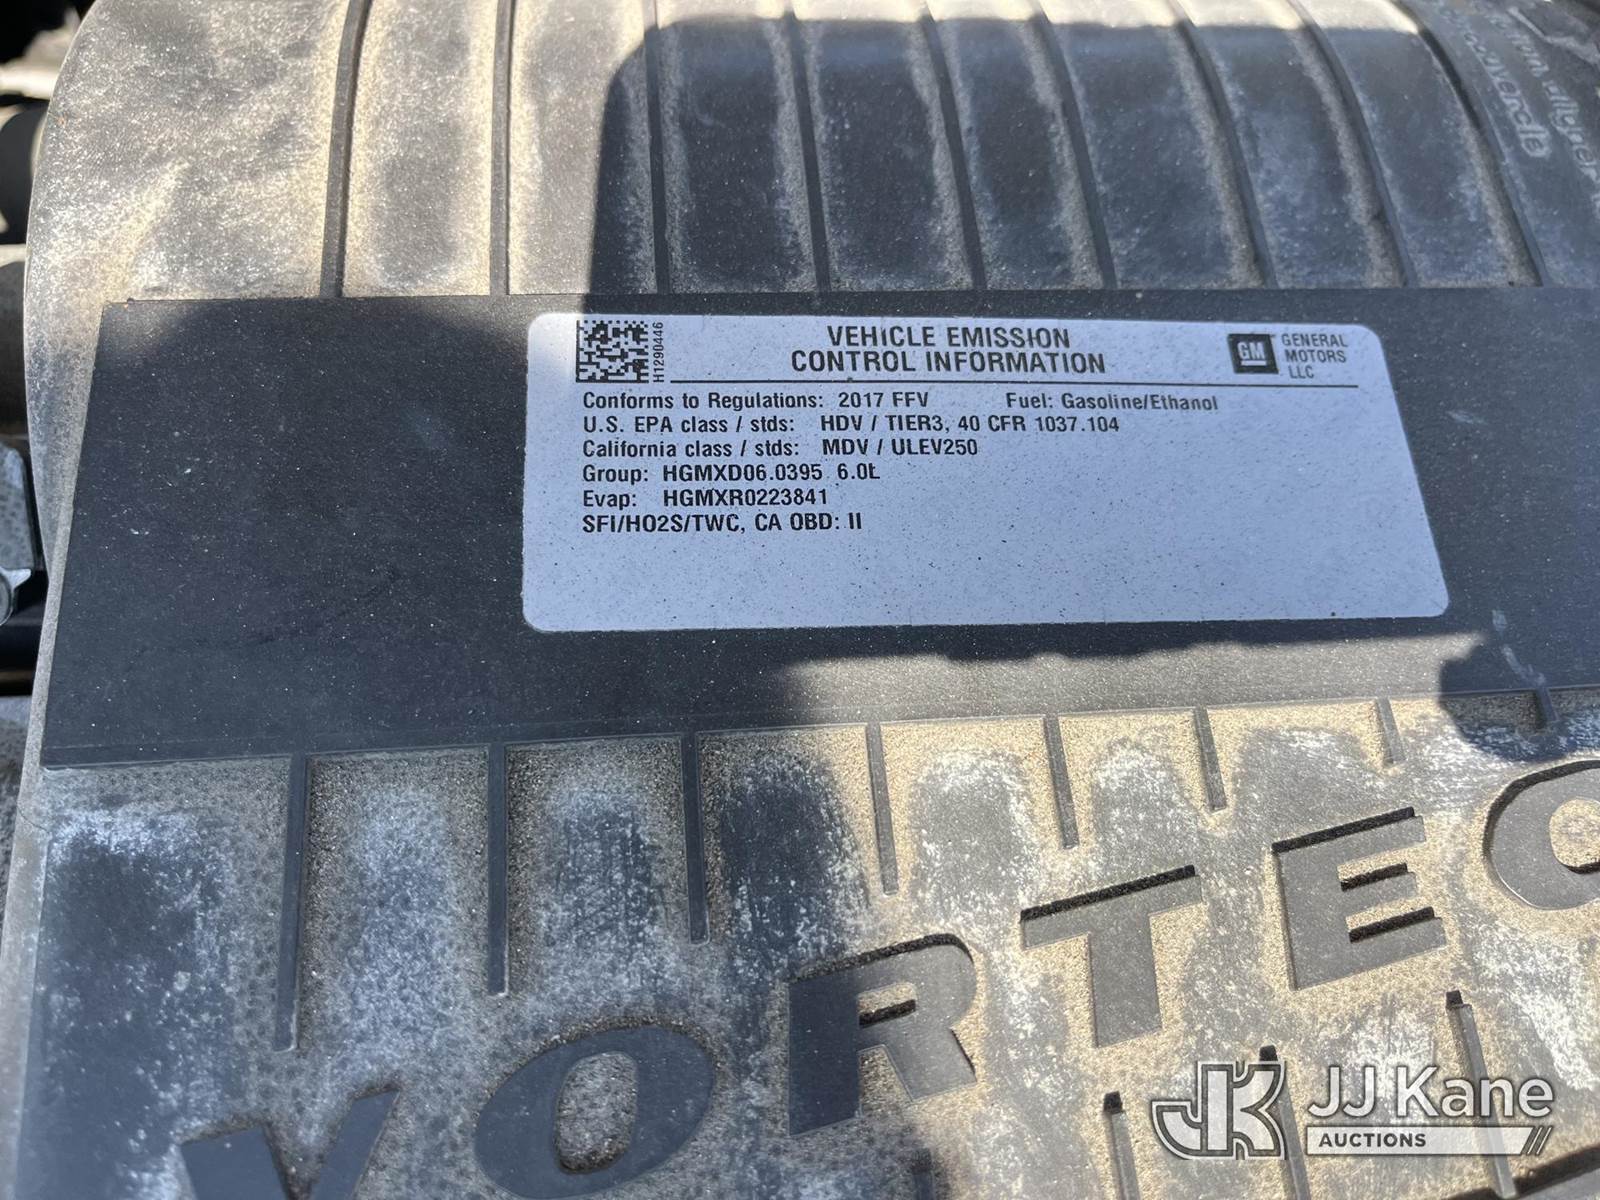 VEHICLE EMISSION
CONTROL INFORMATION
GM
GENERAL
MOTORS
LLC
H1290446
Conforms to Regulations: 2017 FFV Fuel: Gasoline/Ethanol
U.S. EPA class / stds: HDV / TIER3, 40 CFR 1037.104
California class / stds: MDV / ULEV250
Group: HGMXD06.0395 6.0L
Evap: HGMXR0223841
SFI/HO2S/TWC, CA OBD: II
VORTEC
JK
JJ Kane
AUCTIONS